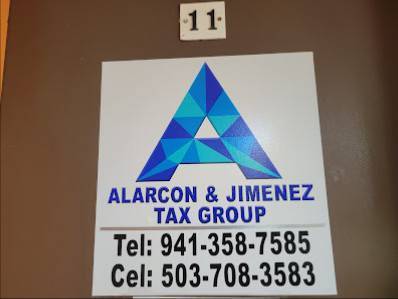 11
ALARCON & JIMENEZ
TAX GROUP
Tel: 941-358-7585
Cel: 503-708-3583